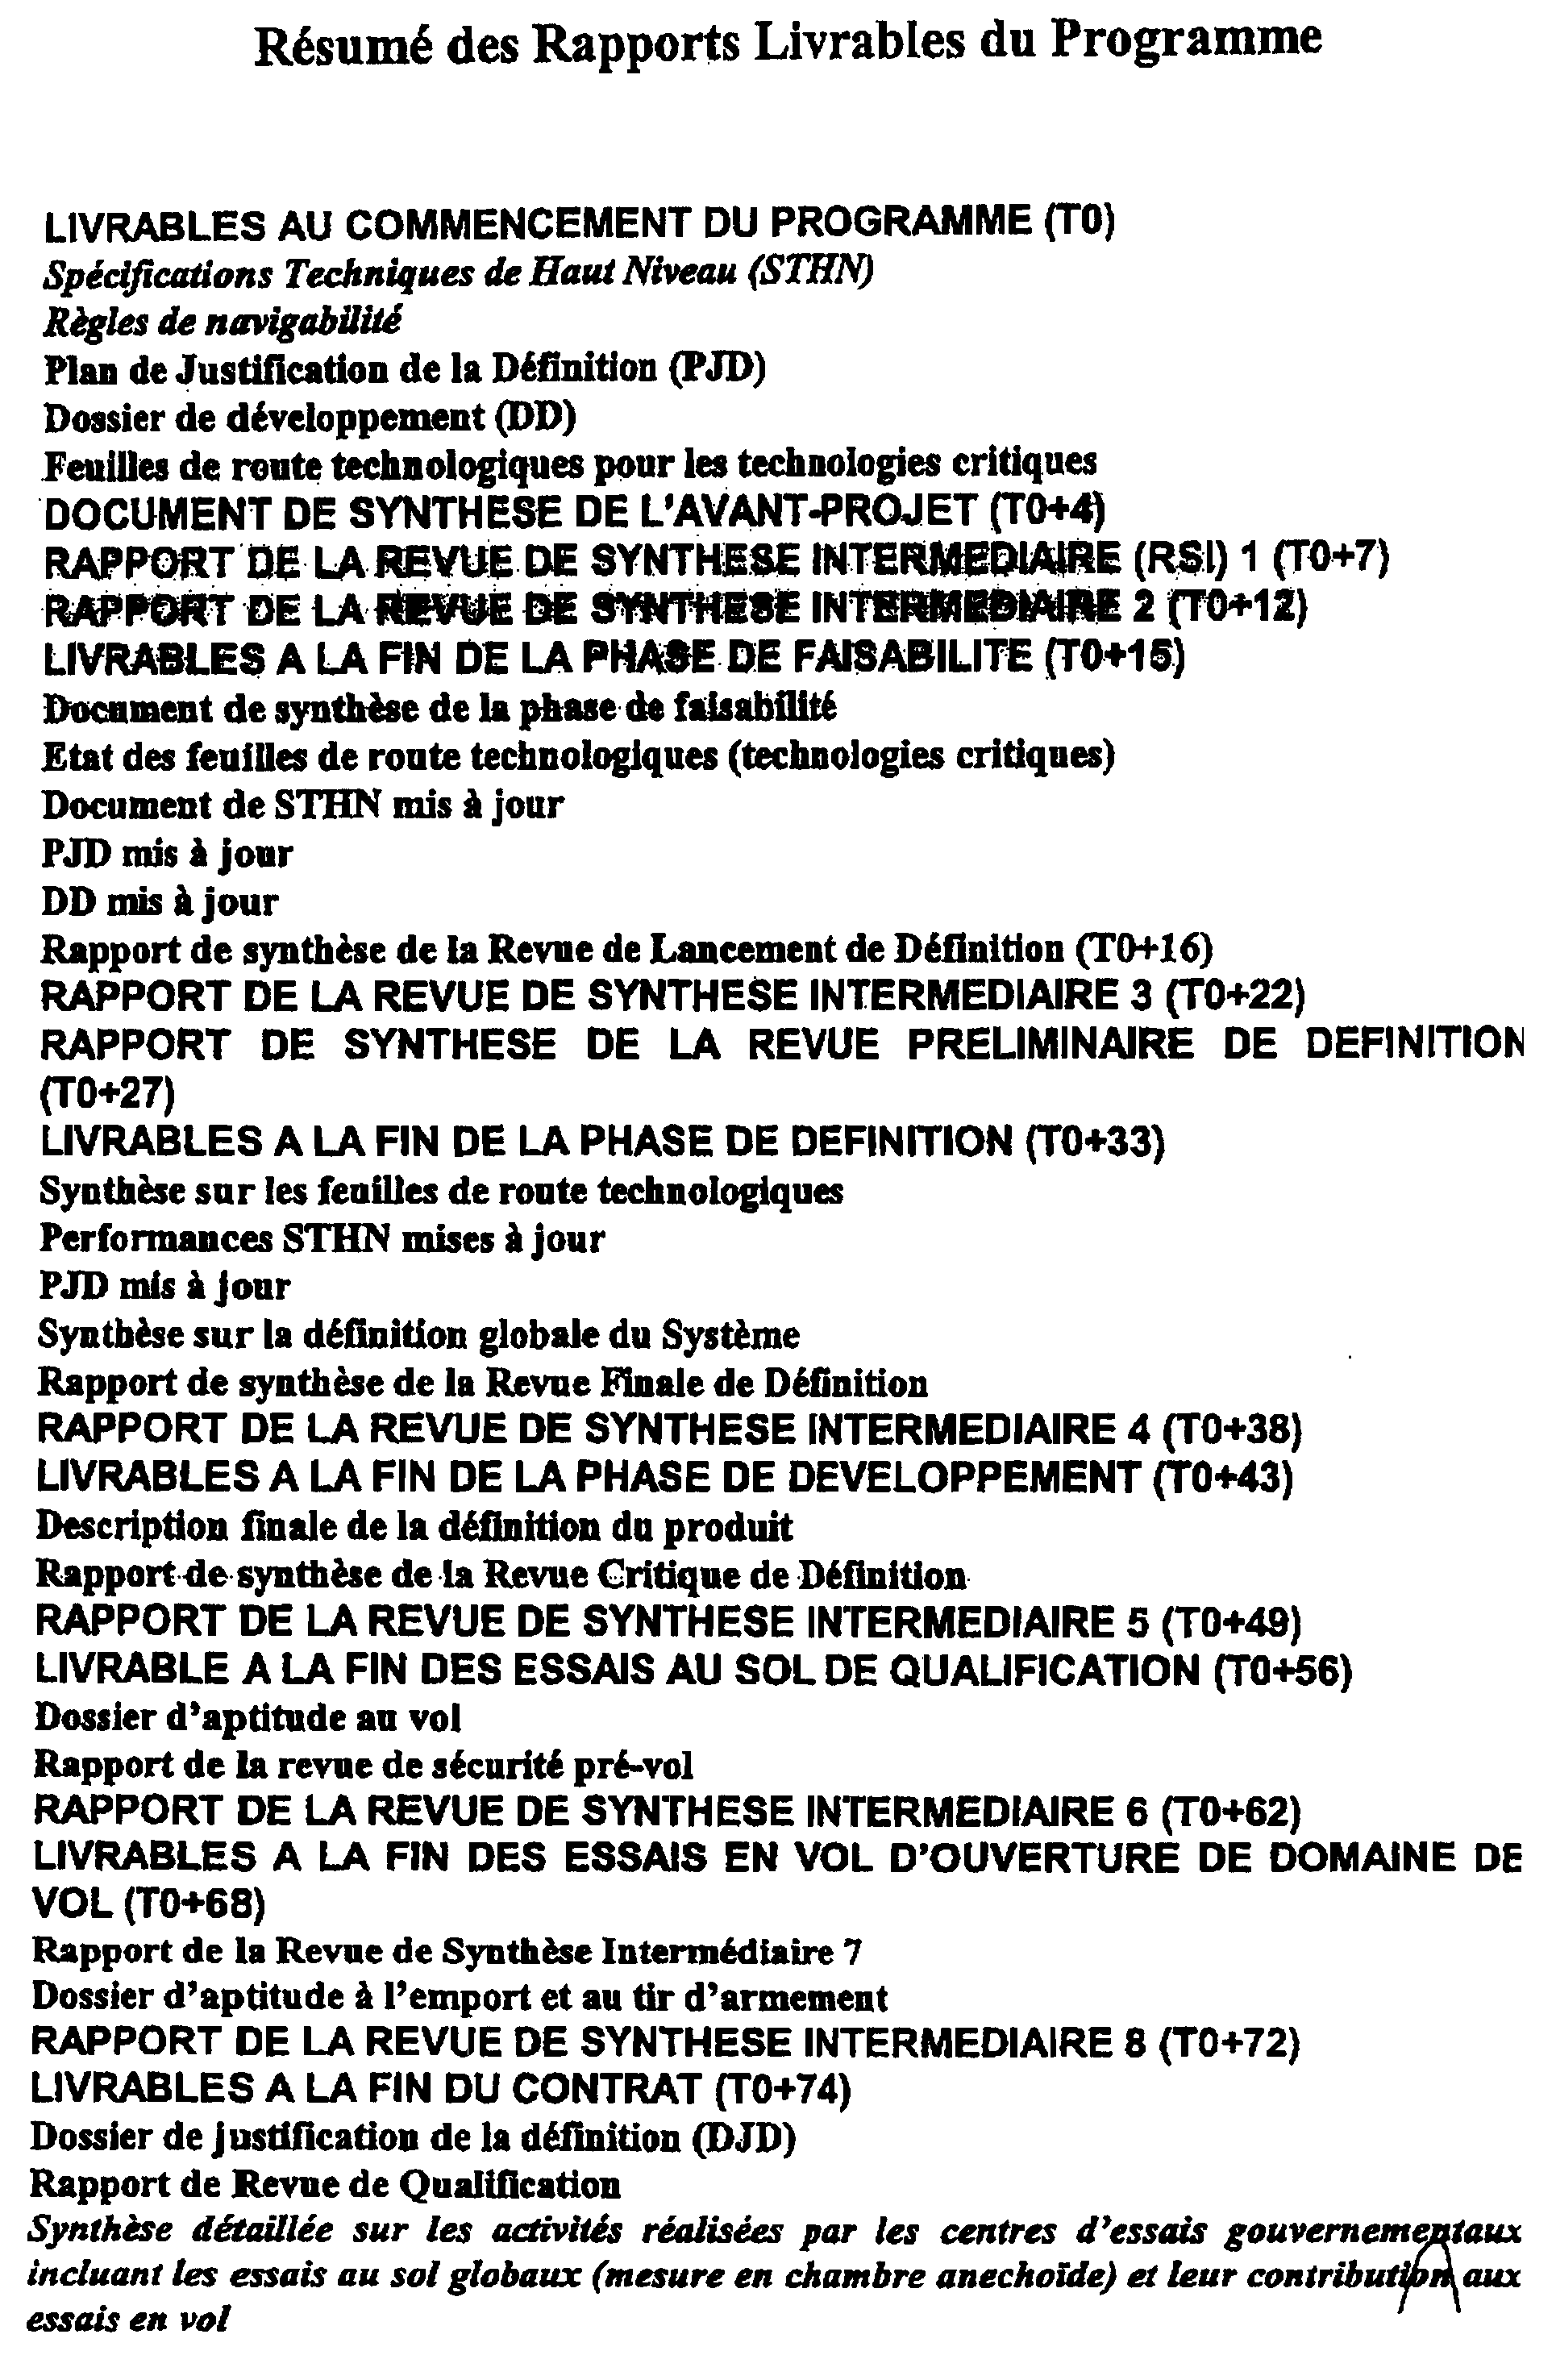 Résumé des Rapports Livrables du Programme
LIVRABLES AU COMMENCEMENT DU PROGRAMME (T0)
Spécifications Techniques de Haut Niveau (STHN)
Règles de navigabilité
Plan de Justification de la Définition (PJD)
Dossier de développement (DD)
Feuilles de route technologiques pour les technologies critiques
DOCUMENT DE SYNTHESE DE L'AVANT-PROJET (T0+4)
RAPPORT DE LA REVUE DE SYNTHESE INTERMEDIAIRE (RSI) 1 (T0+7)
RAPPORT DE LA REVUE DE SYNTHESE INTERMEDIAIRE 2 (T0+12)
LIVRABLES A LA FIN DE LA PHASE DE FAISABILITE (T0+15)
Document de synthèse de la phase de faisabilité
Etat des feuilles de route technologiques (technologies critiques)
Document de STHN mis à jour
PJD mis à jour
DD mis à jour
Rapport de synthèse de la Revue de Lancement de Définition (T0+16)
RAPPORT DE LA REVUE DE SYNTHESE INTERMEDIAIRE 3 (T0+22)
RAPPORT DE SYNTHESE DE LA REVUE PRELIMINAIRE DE DEFINITION
(T0+27)
LIVRABLES A LA FIN DE LA PHASE DE DEFINITION (T0+33)
Synthèse sur les feuilles de route technologiques
Performances STHN mises à jour
PJD mis à jour
Synthèse sur la définition globale du Système
Rapport de synthèse de la Revue Finale de Définition
RAPPORT DE LA REVUE DE SYNTHESE INTERMEDIAIRE 4 (T0+38)
LIVRABLES A LA FIN DE LA PHASE DE DEVELOPPEMENT (T0+43)
Description finale de la définition du produit
Rapport de synthèse de la Revue Critique de Définition
RAPPORT DE LA REVUE DE SYNTHESE INTERMEDIAIRE 5 (T0+49)
LIVRABLE A LA FIN DES ESSAIS AU SOL DE QUALIFICATION (T0+56)
Dossier d'aptitude au vol
Rapport de la revue de sécurité pré-vol
RAPPORT DE LA REVUE DE SYNTHESE INTERMEDIAIRE 6 (T0+62)
LIVRABLES A LA FIN DES ESSAIS EN VOL D'OUVERTURE DE DOMAINE DE
VOL (T0+68)
Rapport de la Revue de Synthèse Intermédiaire 7
Dossier d'aptitude à l'emport et au tir d'armement
RAPPORT DE LA REVUE DE SYNTHESE INTERMEDIAIRE 8 (T0+72)
LIVRABLES A LA FIN DU CONTRAT (T0+74)
Dossier de justification de la définition (DJD)
Rapport de Revue de Qualification
Synthèse détaillée sur les activités réalisées par les centres d'essais gouvernementaux
incluant les essais au sol globaux (mesure en chambre anechoïde) et leur contribution aux
essais en vol